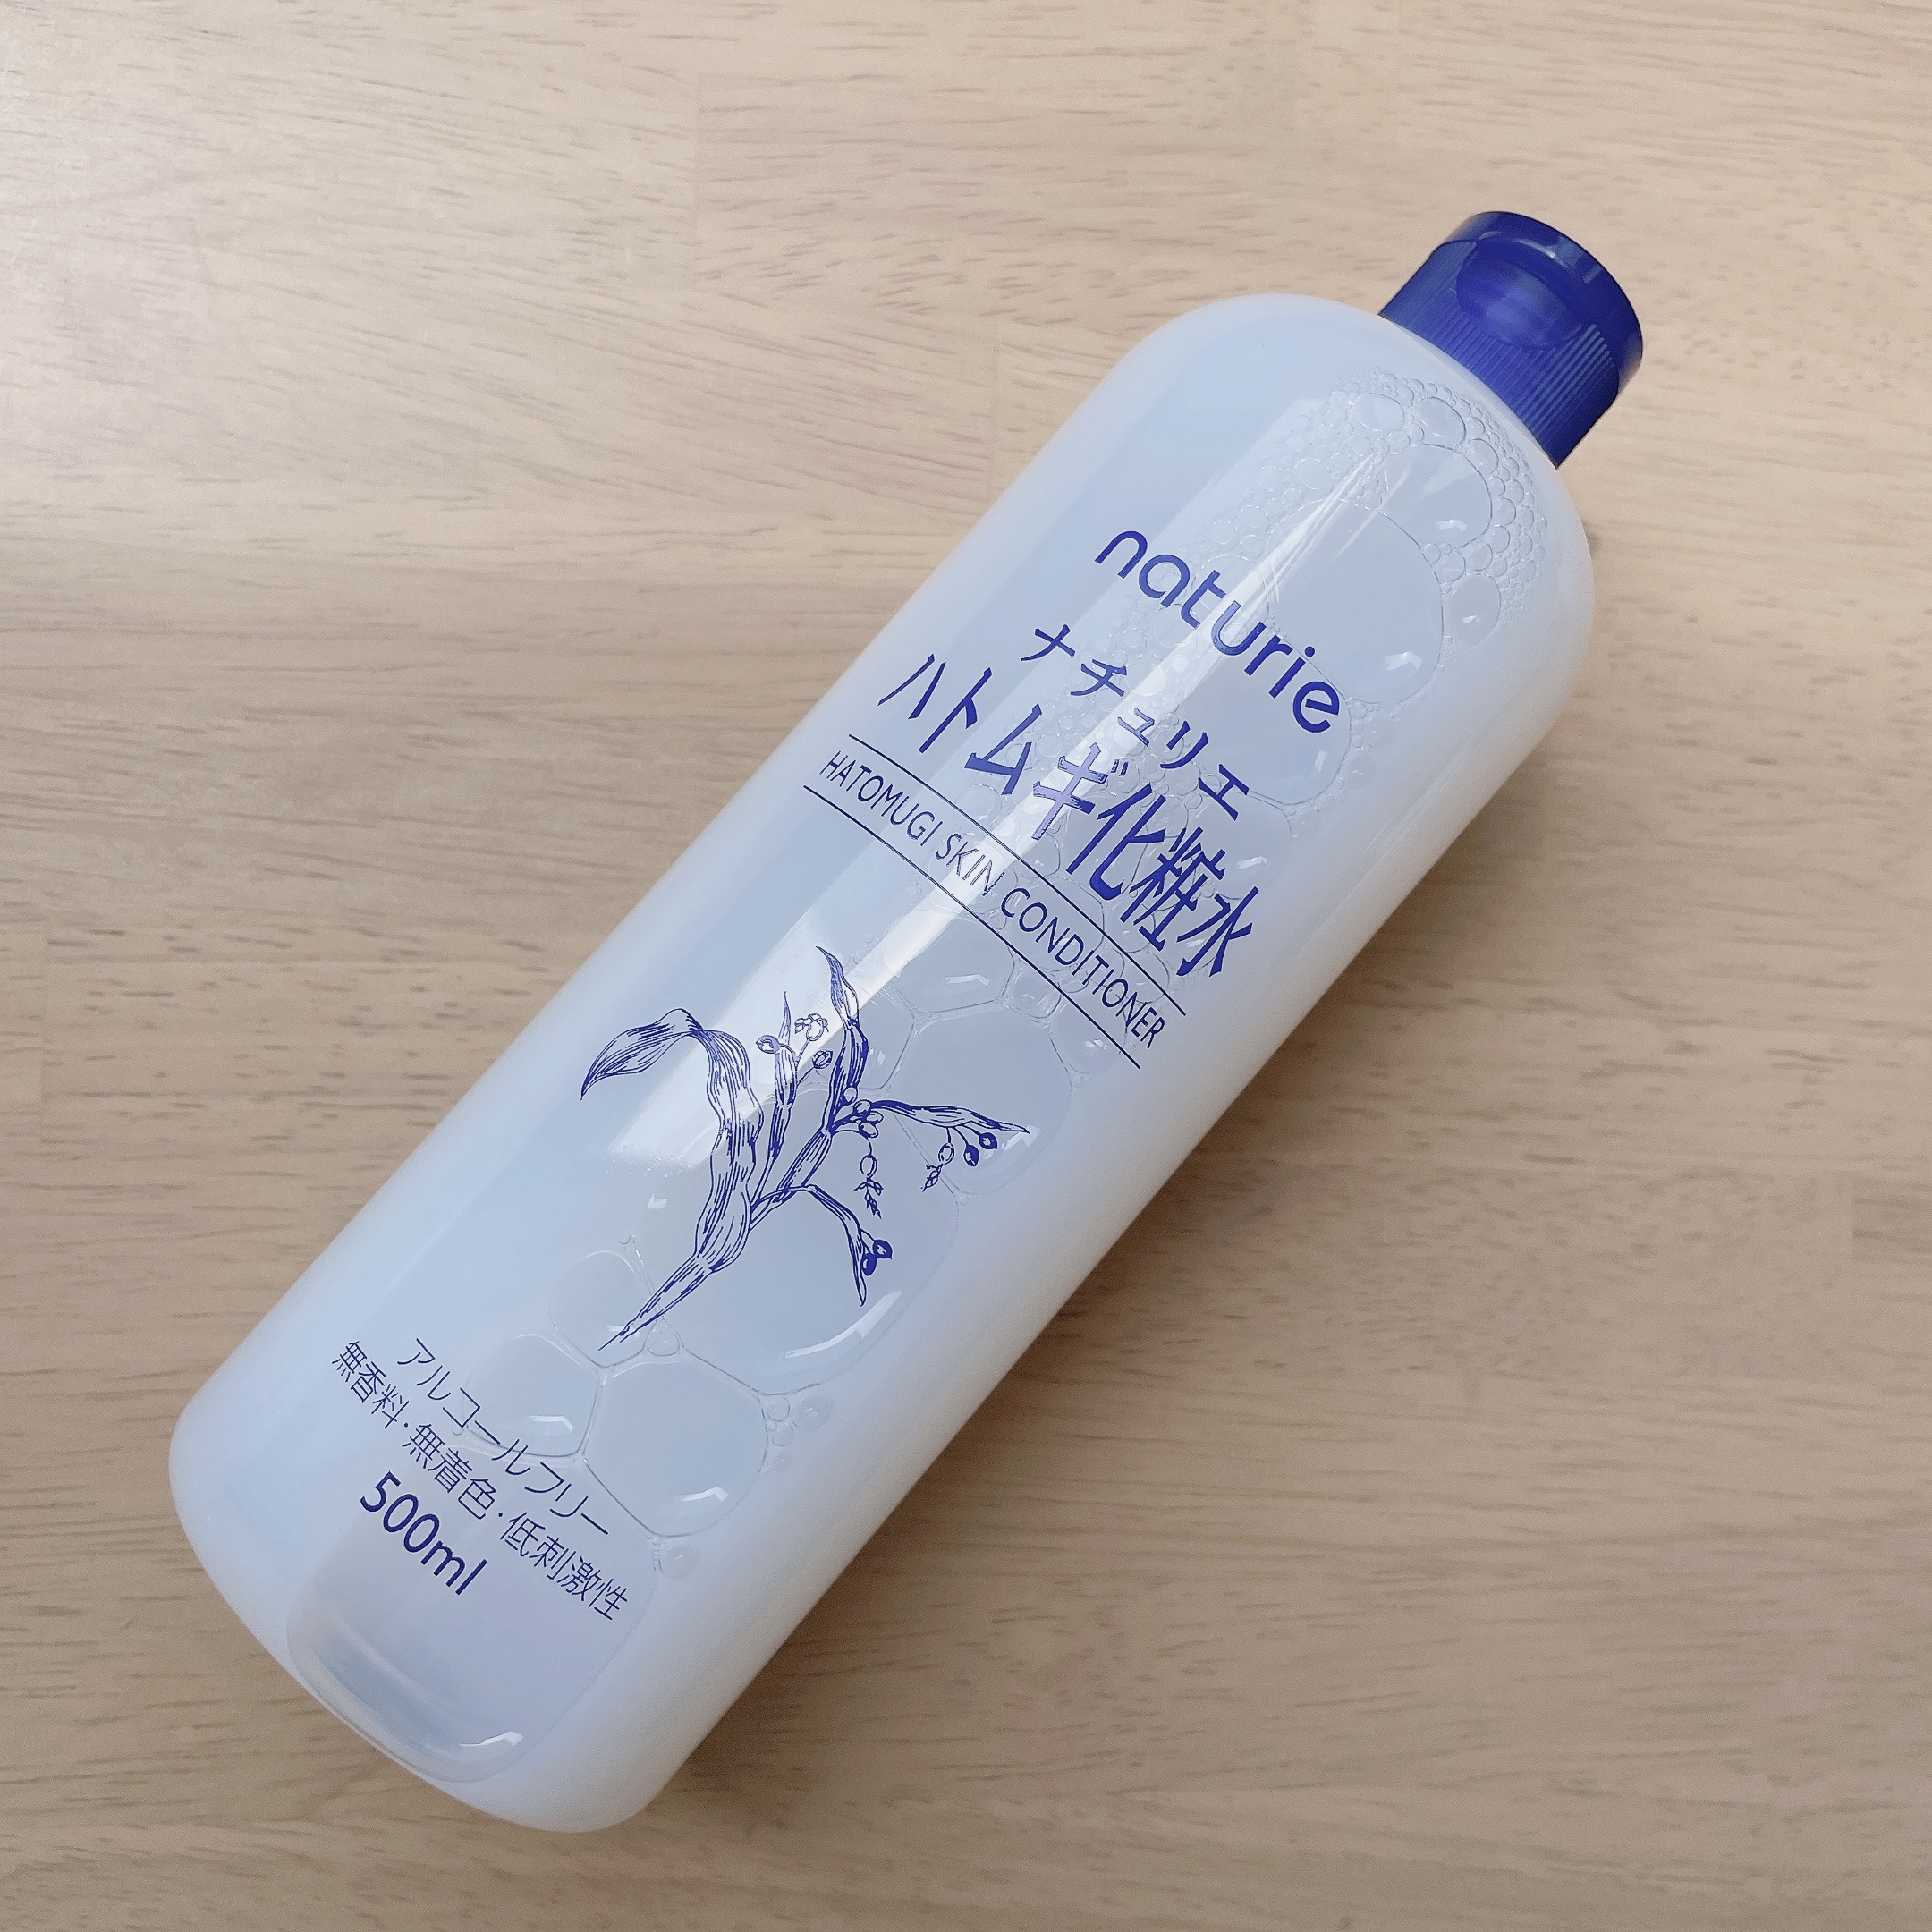 naturie
ナチュリエ
ハトムギ化粧水
HATOMUGI SKIN CONDITIONER
アルコールフリー
無香料・無着色・低刺激性
500ml